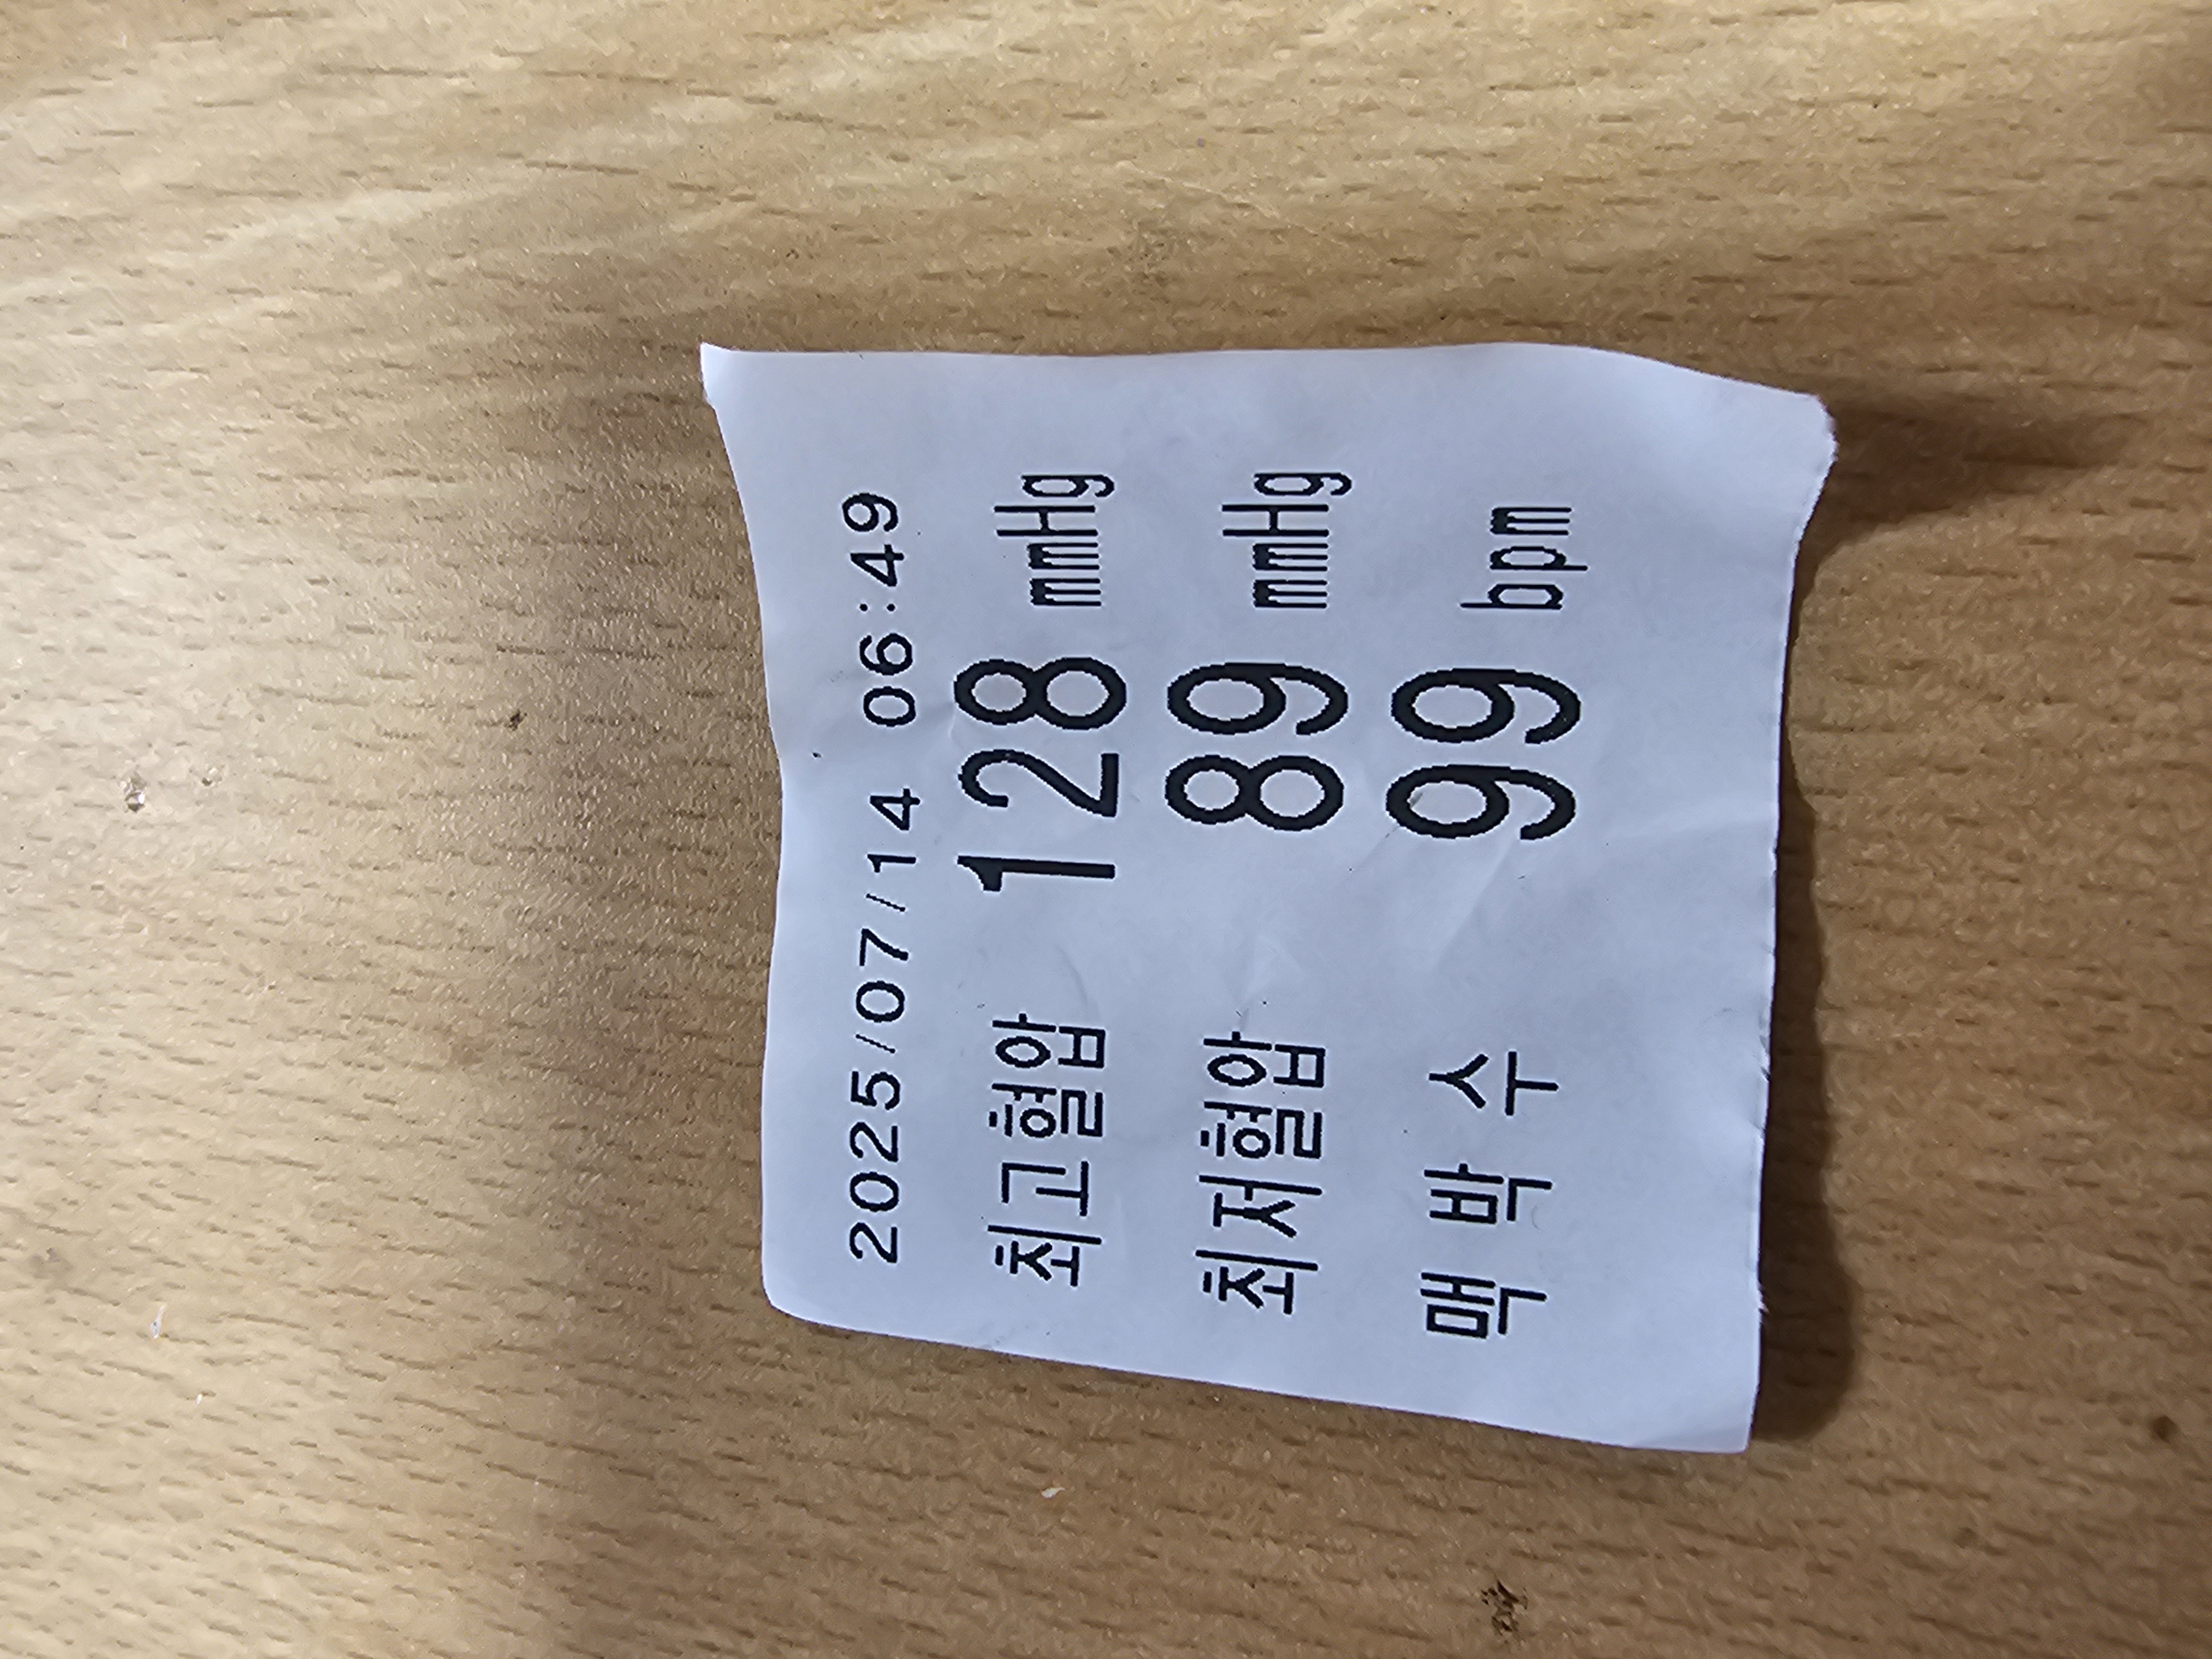 2025/07/14 06:49
최고혈압 128 mmHg
최저혈압 89 mmHg
맥 박 수 99 bpm